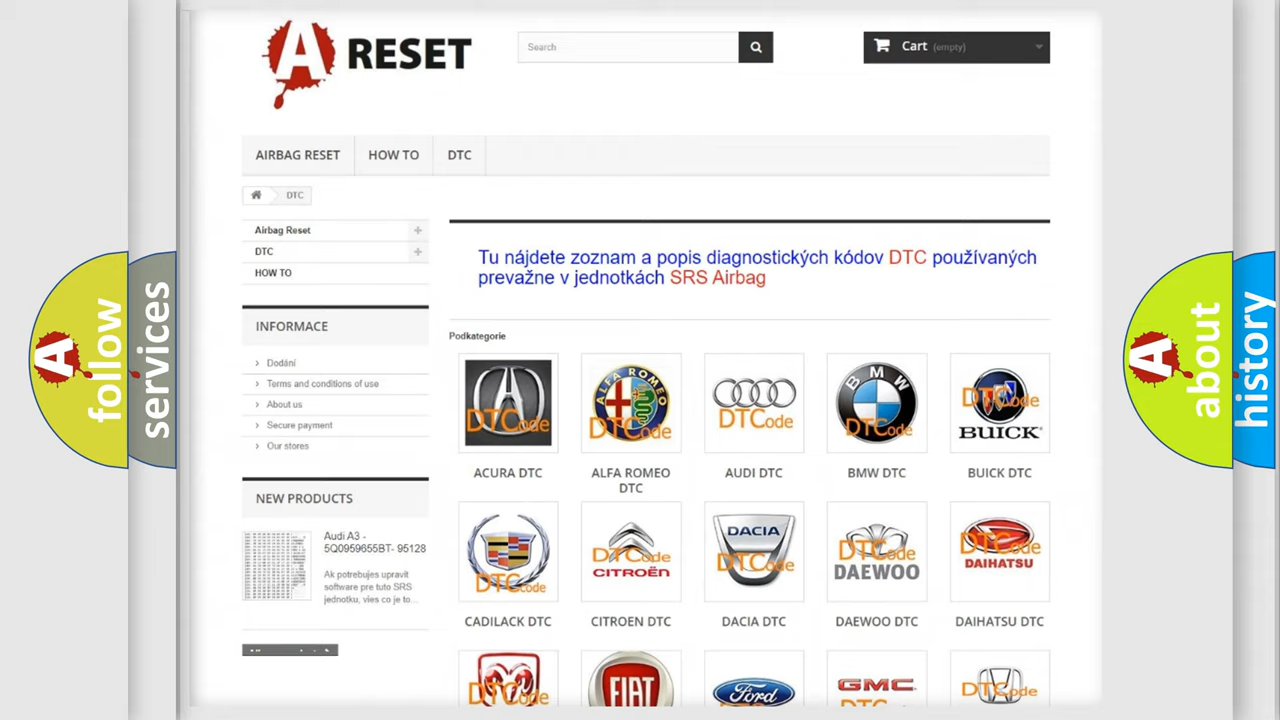 A RESET
Search
Cart (empty)
AIRBAG RESET
HOW TO
DTC
DTC
Airbag Reset
DTC
HOW TO
Tu nájdete zoznam a popis diagnostických kódov DTC používaných
prevažne v jednotkách SRS Airbag
INFORMACE
Dodání
Terms and conditions of use
About us
Secure payment
Our stores
NEW PRODUCTS
Audi A3 -
5Q0959655BT- 95128
Ak potrebujes upravit
software pre tuto SRS
jednotku, vies co je to...
Podkategorie
DTCode
ALFA ROMEO
DTCode
DTCode
BMW
DTCode
DTCode
BUICK
ACURA DTC
ALFA ROMEO
DTC
AUDI DTC
BMW DTC
BUICK DTC
DTCode
DTCode
CITROËN
DACIA
DTCode
DTCode
DAEWOO
DTCode
DAIHATSU
CADILACK DTC
CITROEN DTC
DACIA DTC
DAEWOO DTC
DAIHATSU DTC
DTCode
FIAT
Ford
GMC
DTCode
A
follow
services
A
about
history